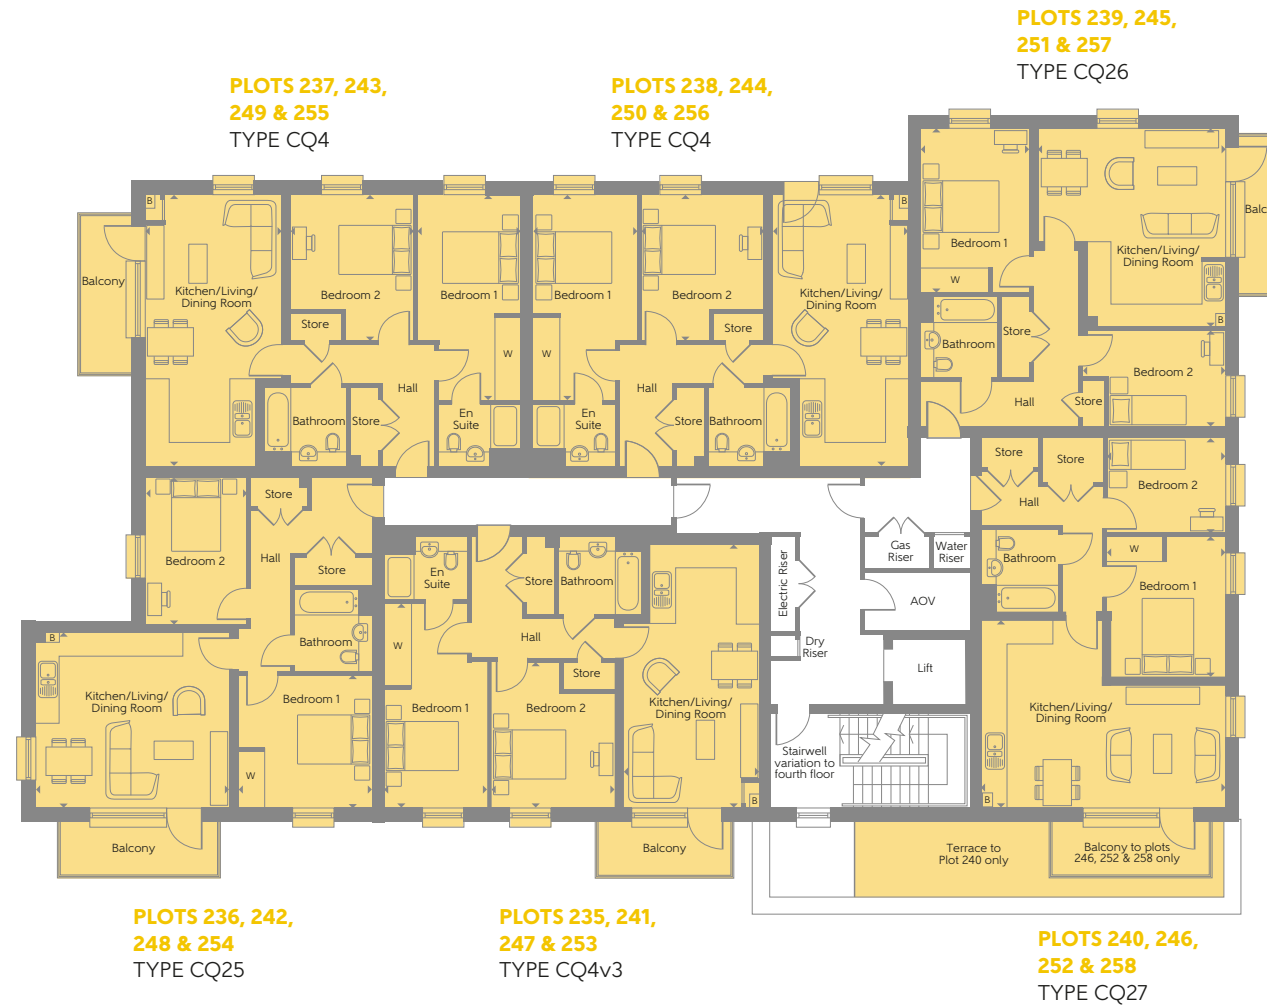 PLOTS 239, 245,
251 & 257
TYPE CQ26
PLOTS 237, 243,
249 & 255
TYPE CQ4
PLOTS 238, 244,
250 & 256
TYPE CQ4
B
Balcony
Kitchen/Living/
Dining Room
Bedroom 2
Bedroom 1
Store
W
Hall
Bathroom
Store
En
Suite
Bedroom 1
Bedroom 2
B
Kitchen/Living/
Dining Room
Store
W
Hall
En
Suite
Store
Bathroom
Bedroom 1
W
Kitchen/Living/
Dining Room
Balc
B
Store
Bathroom
Bedroom 2
Hall
Store
Store
Bedroom 2
Hall
Store
Bathroom
B
Kitchen/Living/
Dining Room
Bedroom 1
W
Balcony
En
Suite
Store
Bathroom
Hall
W
Store
Bedroom 1
Bedroom 2
Kitchen/Living/
Dining Room
B
Balcony
Electric Riser
Gas
Riser
Water
Riser
AOV
Dry
Riser
Lift
Stairwell
variation to
fourth floor
Store
Store
Hall
Bedroom 2
Bathroom
W
Bedroom 1
Kitchen/Living/
Dining Room
B
Terrace to
Plot 240 only
Balcony to plots
246, 252 & 258 only
PLOTS 236, 242,
248 & 254
TYPE CQ25
PLOTS 235, 241,
247 & 253
TYPE CQ4v3
PLOTS 240, 246,
252 & 258
TYPE CQ27